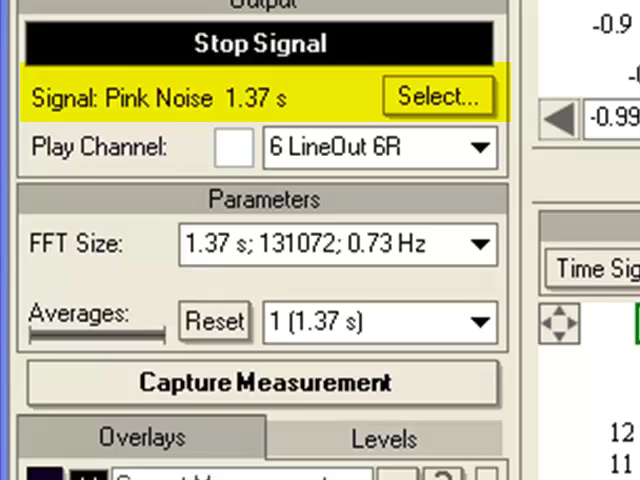 Output
Stop Signal
Signal: Pink Noise 1.37 s
Select...
Play Channel:
6 LineOut 6R
Parameters
FFT Size:
1.37 s; 131072; 0.73 Hz
Averages:
Reset
1 (1.37 s)
Capture Measurement
Overlays
Levels
-0.9
-0.99
Time Sig
12
11